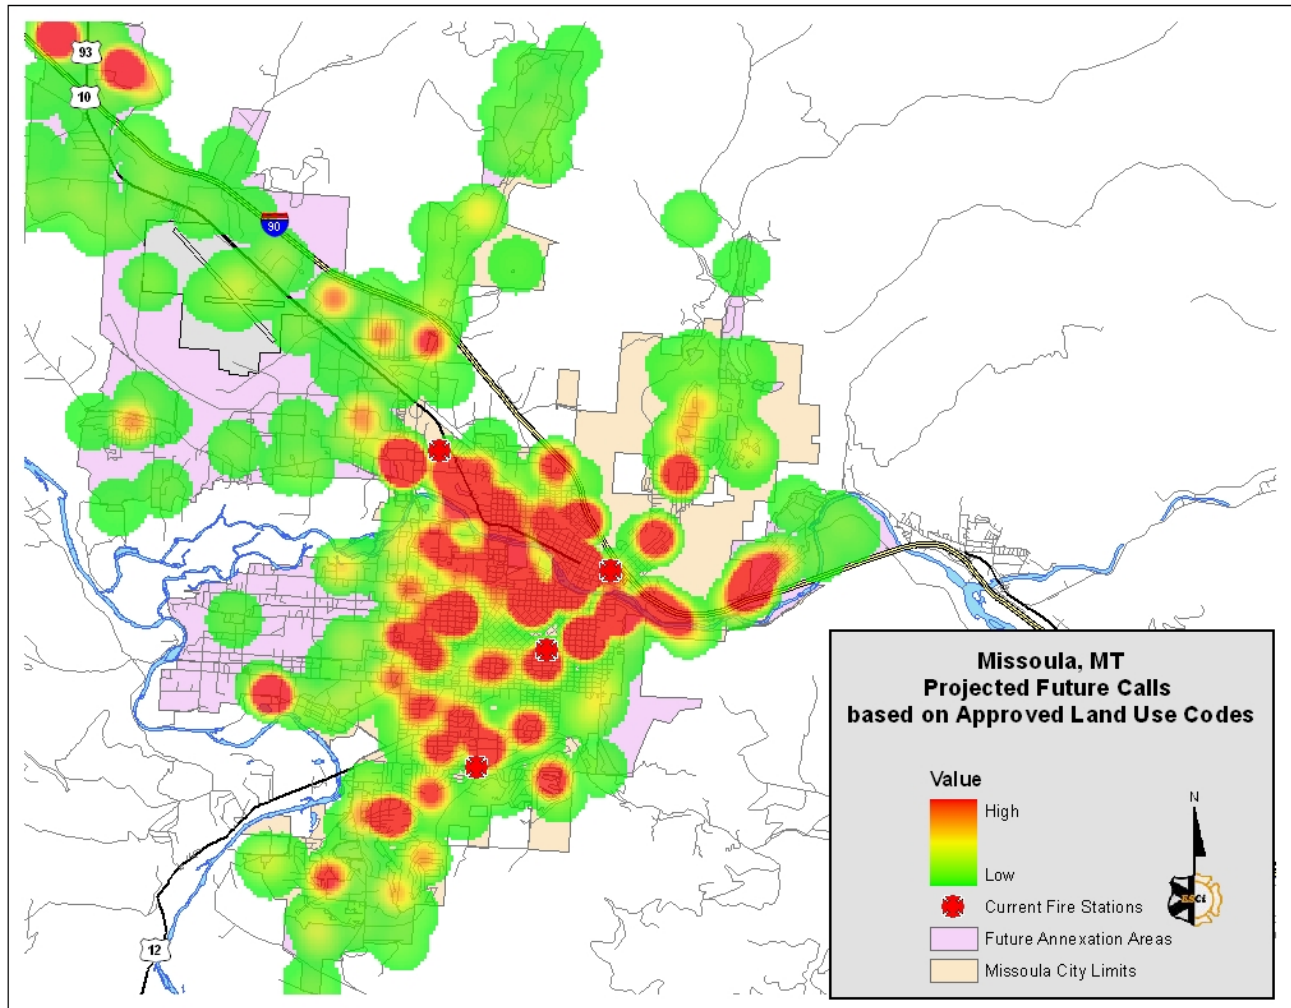 93
10
90
12
Missoula, MT
Projected Future Calls
based on Approved Land Use Codes
Value
High
Low
N
ESCi
Current Fire Stations
Future Annexation Areas
Missoula City Limits